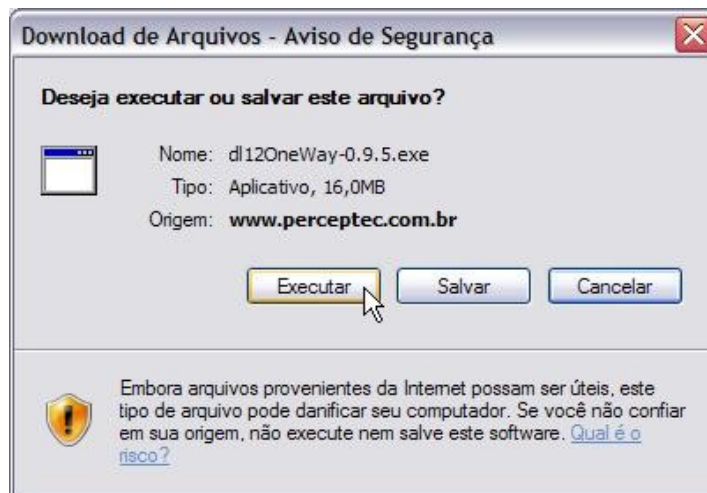 Download de Arquivos - Aviso de Segurança
Deseja executar ou salvar este arquivo?
Nome: dl12OneWay-0.9.5.exe
Tipo: Aplicativo, 16,0MB
Origem: www.perceptec.com.br
Executar Salvar Cancelar
Embora arquivos provenientes da Internet possam ser úteis, este
tipo de arquivo pode danificar seu computador. Se você não confiar
em sua origem, não execute nem salve este software. Qual é o
risco?